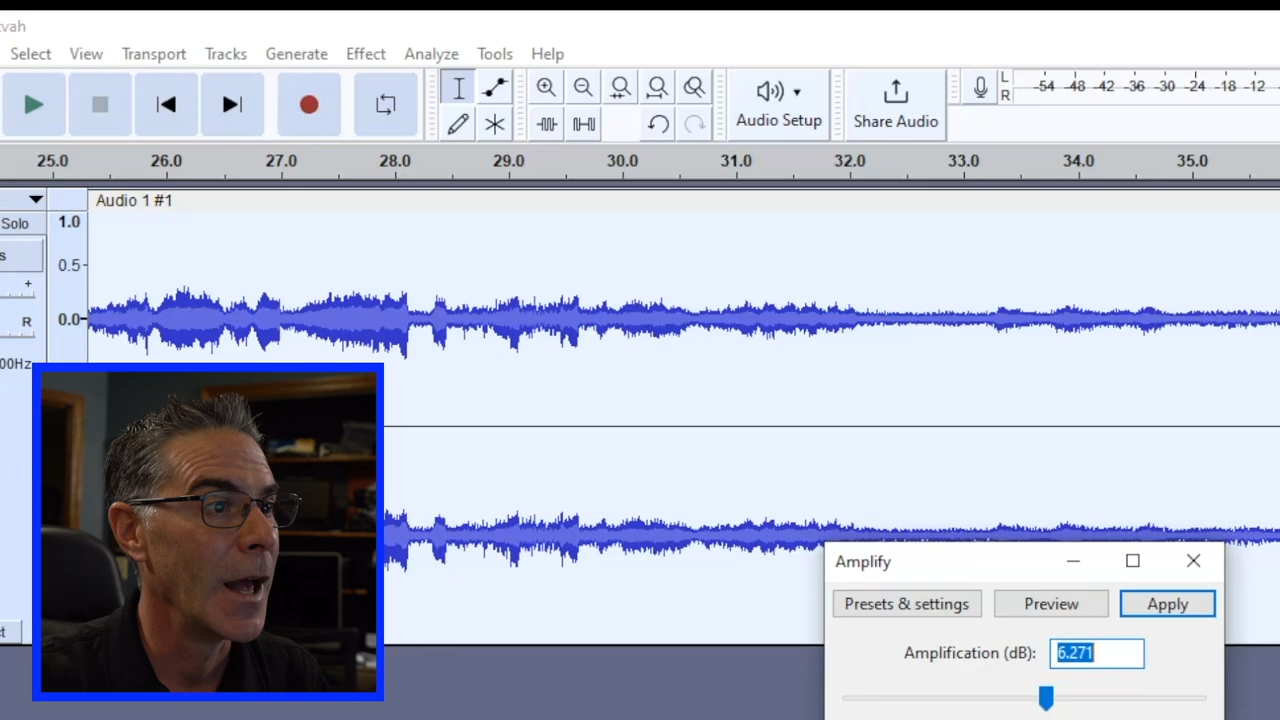 vah
Select View Transport Tracks Generate Effect Analyze Tools Help
Audio Setup
Share Audio
L
R
-54 -48 -42 -36 -30 -24 -18 -12
25.0 26.0 27.0 28.0 29.0 30.0 31.0 32.0 33.0 34.0 35.0
Audio 1 #1
Solo
1.0
s
0.5
+
0.0
R
00Hz
t
Amplify
Presets & settings Preview Apply
Amplification (dB): 6.271